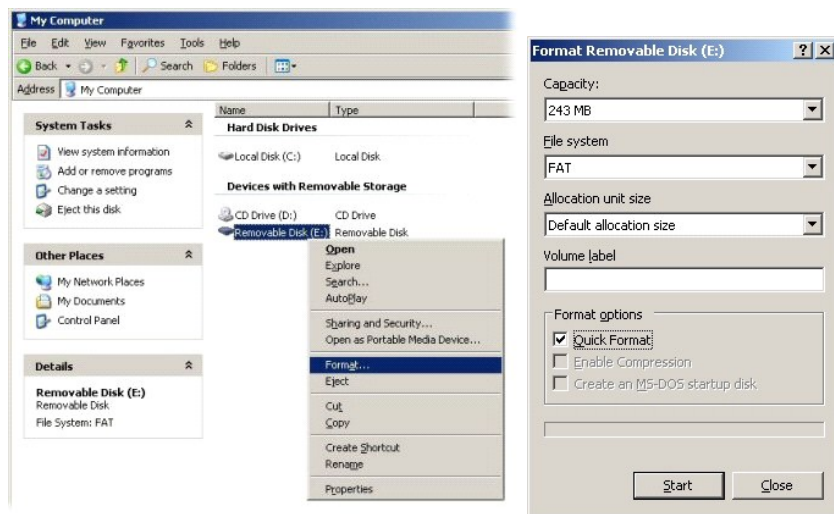 My Computer
File Edit View Favorites Tools Help
Back Search Folders
Address My Computer
System Tasks
View system information
Add or remove programs
Change a setting
Eject this disk
Other Places
My Network Places
My Documents
Control Panel
Details
Removable Disk (E:)
Removable Disk
File System: FAT
Name Type
Hard Disk Drives
Local Disk (C:) Local Disk
Devices with Removable Storage
CD Drive (D:) CD Drive
Removable Disk (E:) Removable Disk
Open
Explore
Search...
AutoPlay
Sharing and Security...
Open as Portable Media Device...
Format...
Eject
Cut
Copy
Create Shortcut
Rename
Properties
Format Removable Disk (E:)
Capacity:
243 MB
File system
FAT
Allocation unit size
Default allocation size
Volume label
Format options
Quick Format
Enable Compression
Create an MS-DOS startup disk
Start Close